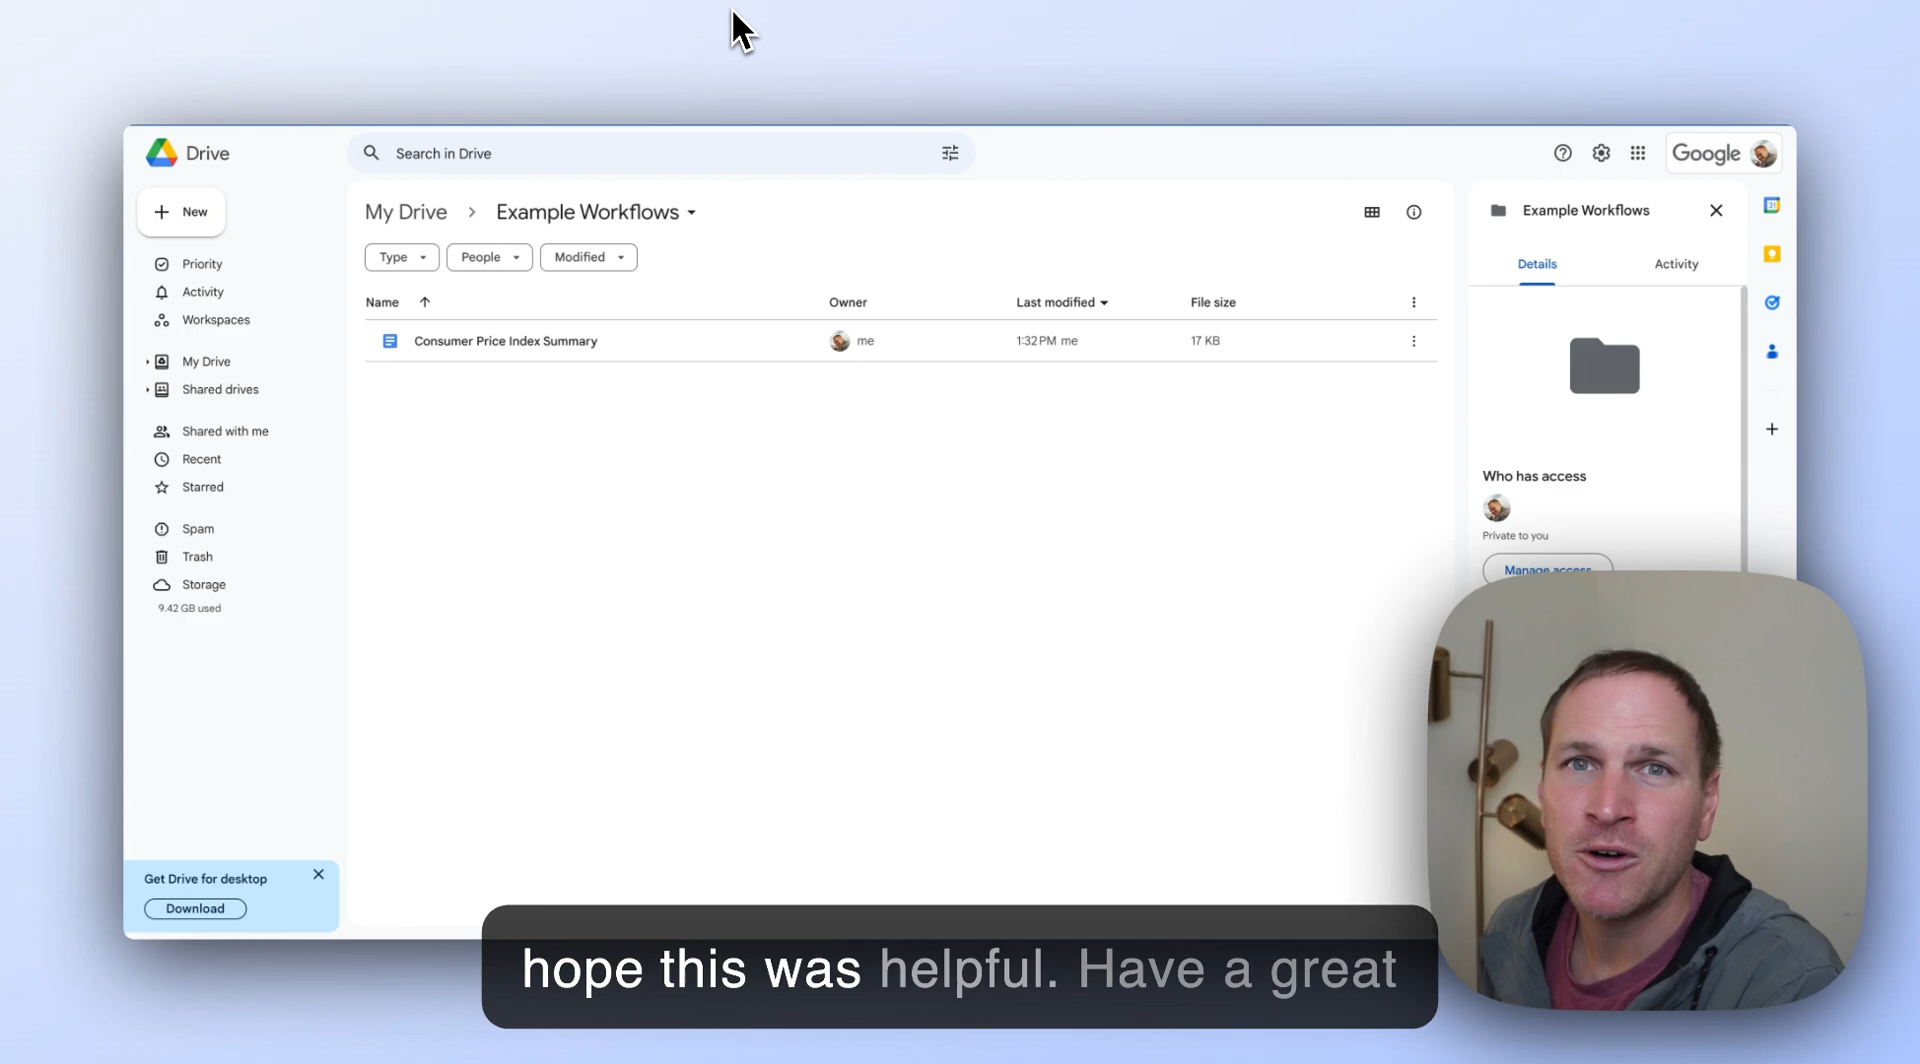 Drive
Search in Drive
Google
New
My Drive > Example Workflows
Example Workflows
Type
People
Modified
Details
Activity
Priority
Activity
Workspaces
My Drive
Shared drives
Shared with me
Recent
Starred
Spam
Trash
Storage
9.42 GB used
Name
Owner
Last modified
File size
Consumer Price Index Summary
me
1:32 PM me
17 KB
31
Who has access
Private to you
Manage access
Get Drive for desktop
Download
hope this was helpful. Have a great